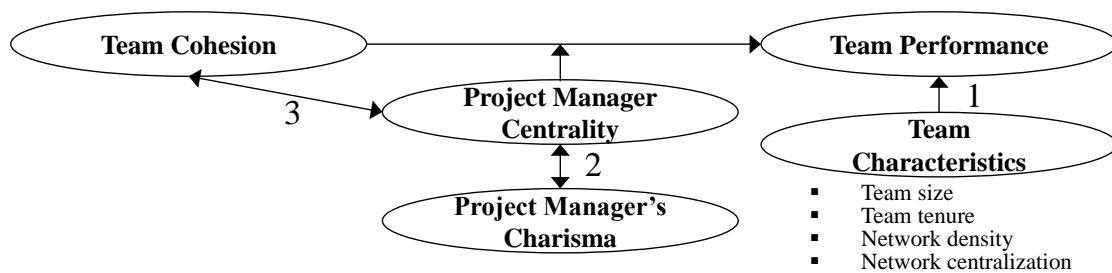 Team Cohesion
Team Performance
3
Project Manager
Centrality
1
Team
Characteristics
2
Project Manager's
Charisma
▪ Team size
▪ Team tenure
▪ Network density
▪ Network centralization